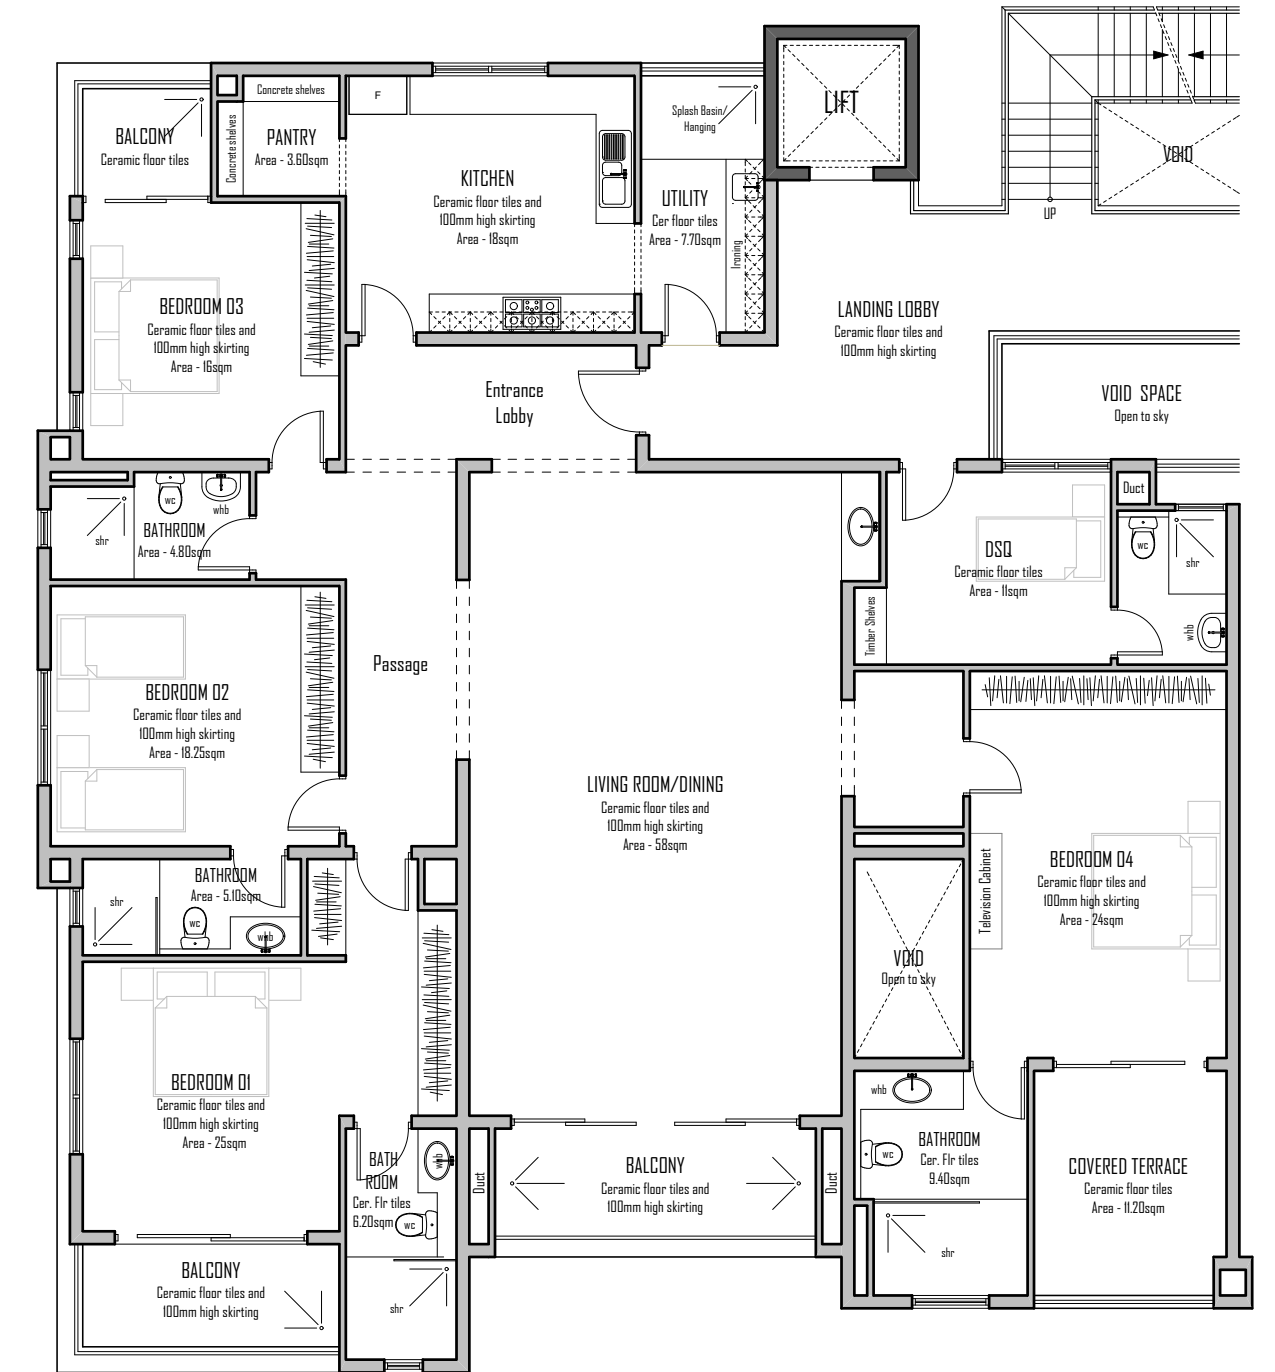 BALCONY
Ceramic floor tiles
Concrete shelves
Concrete shelves
PANTRY
Area - 3.60sqm
F
KITCHEN
Ceramic floor tiles and
100mm high skirting
Area - 18sqm
Splash Basin/
Hanging
UTILITY
Cer floor tiles
Area - 7.70sqm
Ironing
LIFT
VOID
UP
BEDROOM 03
Ceramic floor tiles and
100mm high skirting
Area - 16sqm
LANDING LOBBY
Ceramic floor tiles and
100mm high skirting
Entrance
Lobby
VOID SPACE
Open to sky
WC
whb
shr
BATHROOM
Area - 4.80sqm
Duct
DSQ
Ceramic floor tiles
Area - 11sqm
WC
shr
whb
Timber Shelves
Passage
BEDROOM 02
Ceramic floor tiles and
100mm high skirting
Area - 18.25sqm
LIVING ROOM/DINING
Ceramic floor tiles and
100mm high skirting
Area - 58sqm
BATHROOM
Area - 5.10sqm
shr
WC
whb
Television Cabinet
BEDROOM 04
Ceramic floor tiles and
100mm high skirting
Area - 24sqm
VOID
Open to sky
BEDROOM 01
Ceramic floor tiles and
100mm high skirting
Area - 25sqm
BATH
ROOM
Cer. Flr tiles
6.20sqm
whb
WC
shr
Duct
BALCONY
Ceramic floor tiles and
100mm high skirting
Duct
whb
WC
BATHROOM
Cer. Flr tiles
9.40sqm
shr
COVERED TERRACE
Ceramic floor tiles
Area - 11.20sqm
BALCONY
Ceramic floor tiles and
100mm high skirting